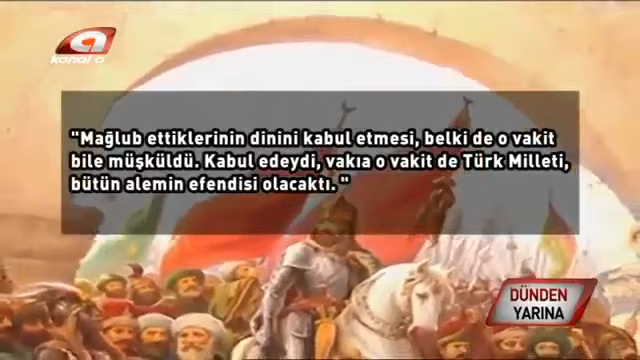 kanal a
"Mağlub ettiklerinin dinini kabul etmesi, belki de o vakit
bile müşküldü. Kabul edeydi, vakıa o vakit de Türk Milleti,
bütün alemin efendisi olacaktı. "
DÜNDEN
YARINA